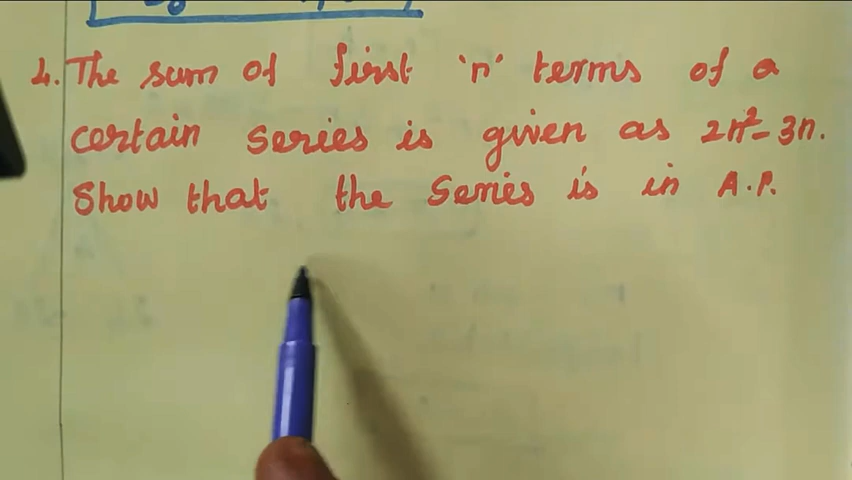 4. The sum of first 'n' terms of a
certain series is given as 2n² - 3n.
Show that the series is in A.P.